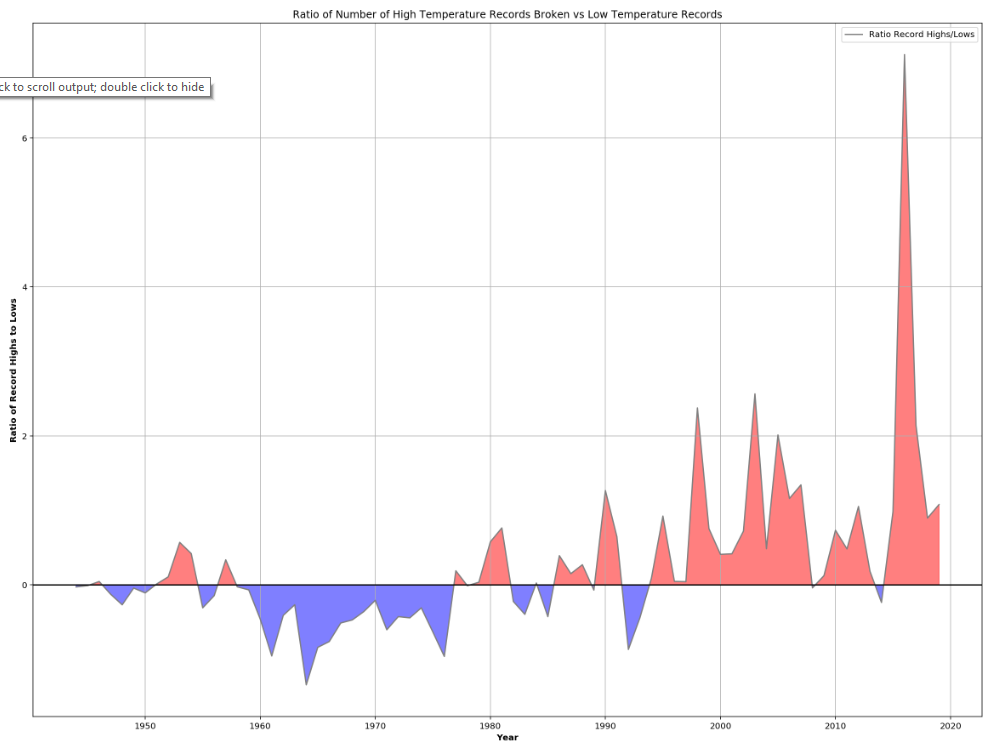 Ratio of Number of High Temperature Records Broken vs Low Temperature Records
Ratio Record Highs/Lows
ck to scroll output; double click to hide
6
4
2
0
Ratio of Record Highs to Lows
1950 1960 1970 1980 1990 2000 2010 2020
Year